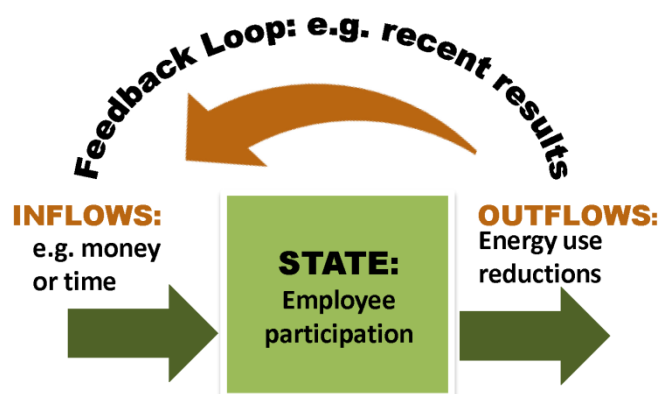 Feedback Loop: e.g. recent results
INFLOWS:
e.g. money
or time
STATE:
Employee
participation
OUTFLOWS:
Energy use
reductions